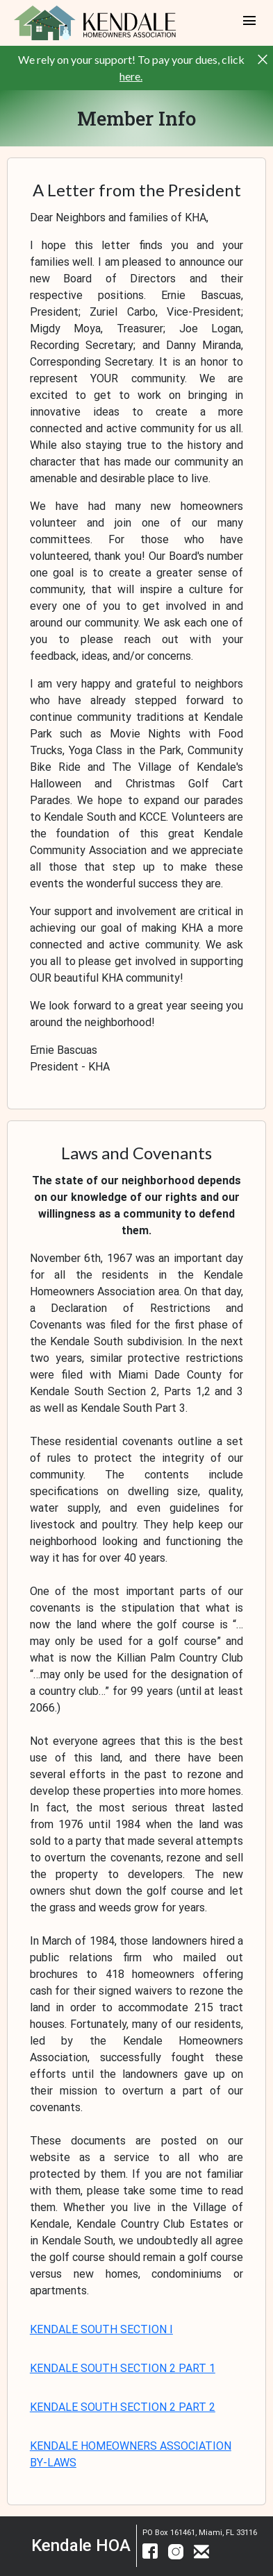 KENDALE
HOMEOWNERS ASSOCIATION
We rely on your support! To pay your dues, click
here.
Member Info
A Letter from the President
Dear Neighbors and families of KHA,
I hope this letter finds you and your
families well. I am pleased to announce our
new Board of Directors and their
respective positions. Ernie Bascuas,
President; Zuriel Carbo, Vice-President;
Migdy Moya, Treasurer; Joe Logan,
Recording Secretary; and Danny Miranda,
Corresponding Secretary. It is an honor to
represent YOUR community. We are
excited to get to work on bringing in
innovative ideas to create a more
connected and active community for us all.
While also staying true to the history and
character that has made our community an
amenable and desirable place to live.
We have had many new homeowners
volunteer and join one of our many
committees. For those who have
volunteered, thank you! Our Board's number
one goal is to create a greater sense of
community, that will inspire a culture for
every one of you to get involved in and
around our community. We ask each one of
you to please reach out with your
feedback, ideas, and/or concerns.
I am very happy and grateful to neighbors
who have already stepped forward to
continue community traditions at Kendale
Park such as Movie Nights with Food
Trucks, Yoga Class in the Park, Community
Bike Ride and The Village of Kendale's
Halloween and Christmas Golf Cart
Parades. We hope to expand our parades
to Kendale South and KCCE. Volunteers are
the foundation of this great Kendale
Community Association and we appreciate
all those that step up to make these
events the wonderful success they are.
Your support and involvement are critical in
achieving our goal of making KHA a more
connected and active community. We ask
you all to please get involved in supporting
OUR beautiful KHA community!
We look forward to a great year seeing you
around the neighborhood!
Ernie Bascuas
President - KHA
Laws and Covenants
The state of our neighborhood depends
on our knowledge of our rights and our
willingness as a community to defend
them.
November 6th, 1967 was an important day
for all the residents in the Kendale
Homeowners Association area. On that day,
a Declaration of Restrictions and
Covenants was filed for the first phase of
the Kendale South subdivision. In the next
two years, similar protective restrictions
were filed with Miami Dade County for
Kendale South Section 2, Parts 1,2 and 3
as well as Kendale South Part 3.
These residential covenants outline a set
of rules to protect the integrity of our
community. The contents include
specifications on dwelling size, quality,
water supply, and even guidelines for
livestock and poultry. They help keep our
neighborhood looking and functioning the
way it has for over 40 years.
One of the most important parts of our
covenants is the stipulation that what is
now the land where the golf course is “…
may only be used for a golf course” and
what is now the Killian Palm Country Club
“…may only be used for the designation of
a country club…” for 99 years (until at least
2066.)
Not everyone agrees that this is the best
use of this land, and there have been
several efforts in the past to rezone and
develop these properties into more homes.
In fact, the most serious threat lasted
from 1976 until 1984 when the land was
sold to a party that made several attempts
to overturn the covenants, rezone and sell
the property to developers. The new
owners shut down the golf course and let
the grass and weeds grow for years.
In March of 1984, those landowners hired a
public relations firm who mailed out
brochures to 418 homeowners offering
cash for their signed waivers to rezone the
land in order to accommodate 215 tract
houses. Fortunately, many of our residents,
led by the Kendale Homeowners
Association, successfully fought these
efforts until the landowners gave up on
their mission to overturn a part of our
covenants.
These documents are posted on our
website as a service to all who are
protected by them. If you are not familiar
with them, please take some time to read
them. Whether you live in the Village of
Kendale, Kendale Country Club Estates or
in Kendale South, we undoubtedly all agree
the golf course should remain a golf course
versus new homes, condominiums or
apartments.
KENDALE SOUTH SECTION I
KENDALE SOUTH SECTION 2 PART 1
KENDALE SOUTH SECTION 2 PART 2
KENDALE HOMEOWNERS ASSOCIATION
BY-LAWS
Kendale HOA
PO Box 161461, Miami, FL 33116